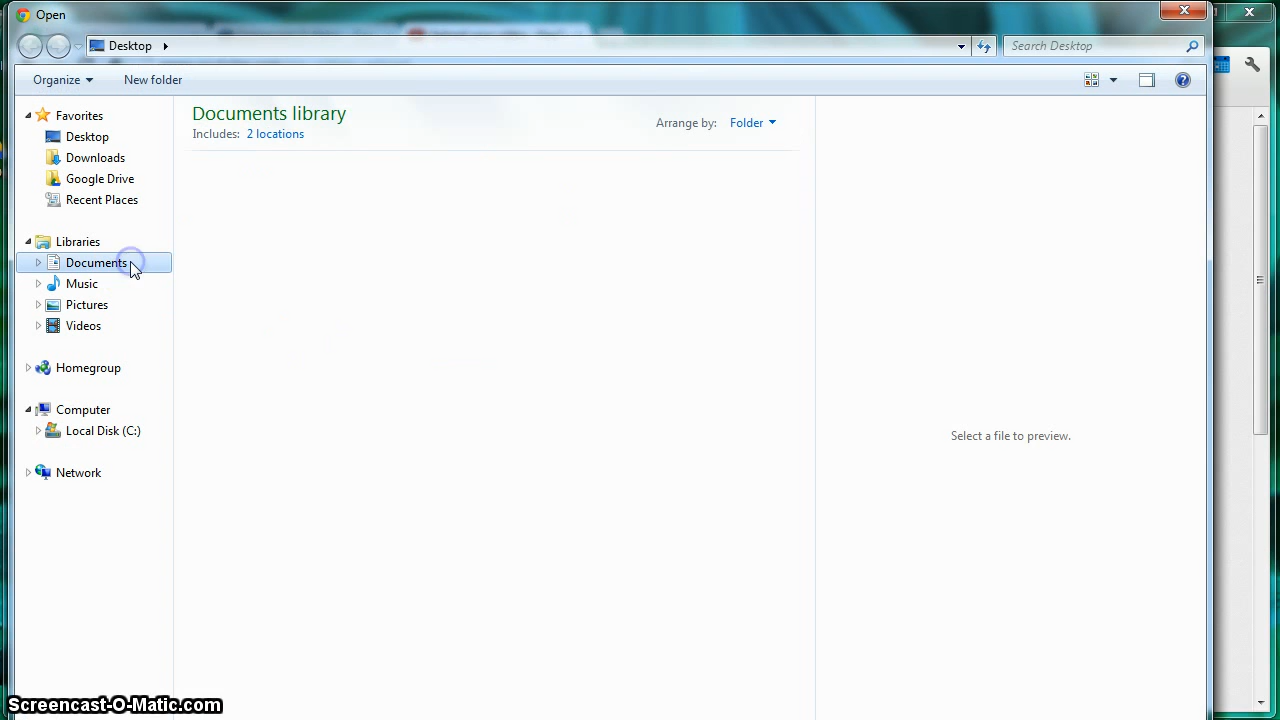 Open
Desktop
Search Desktop
Organize
New folder
Documents library
Includes: 2 locations
Arrange by: Folder
Favorites
Desktop
Downloads
Google Drive
Recent Places
Libraries
Documents
Music
Pictures
Videos
Homegroup
Computer
Local Disk (C:)
Network
Select a file to preview.
Screencast-O-Matic.com